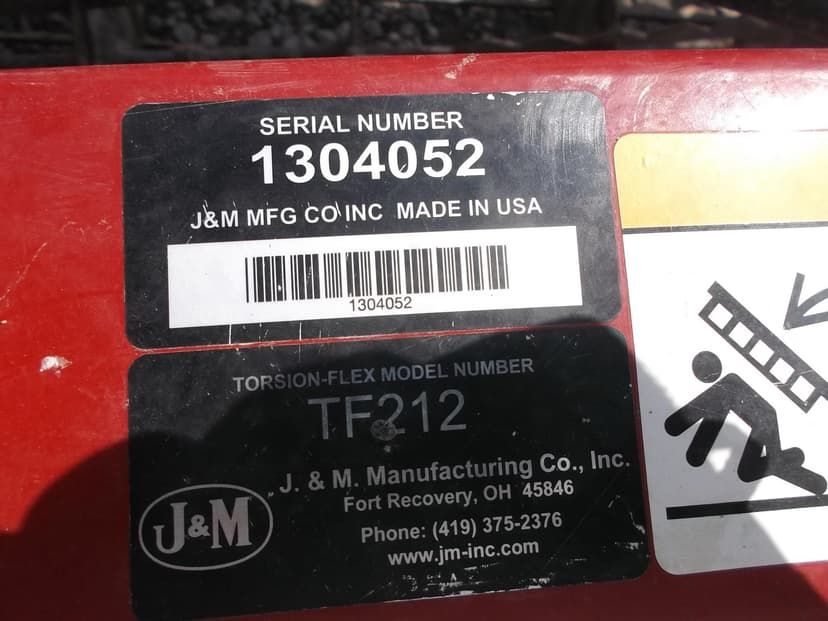 SERIAL NUMBER
1304052
J&M MFG CO INC MADE IN USA
1304052
TORSION-FLEX MODEL NUMBER
TF212
J. & M. Manufacturing Co., Inc.
Fort Recovery, OH 45846
Phone: (419) 375-2376
www.jm-inc.com
J&M